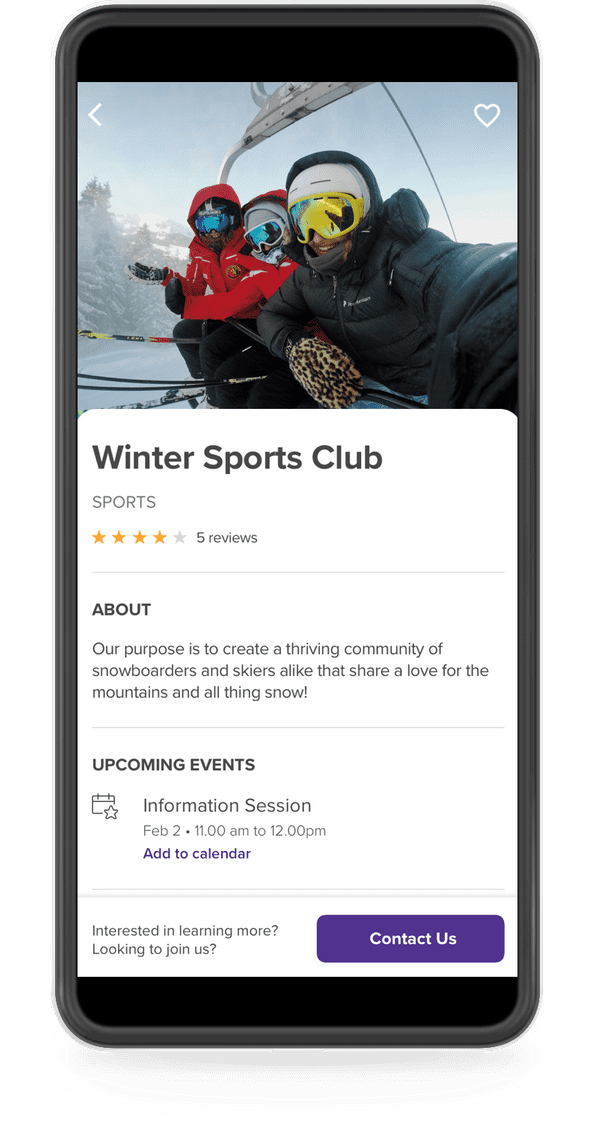 Winter Sports Club
SPORTS
5 reviews
ABOUT
Our purpose is to create a thriving community of
snowboarders and skiers alike that share a love for the
mountains and all thing snow!
UPCOMING EVENTS
Information Session
Feb 2 • 11.00 am to 12.00pm
Add to calendar
Interested in learning more?
Looking to join us?
Contact Us